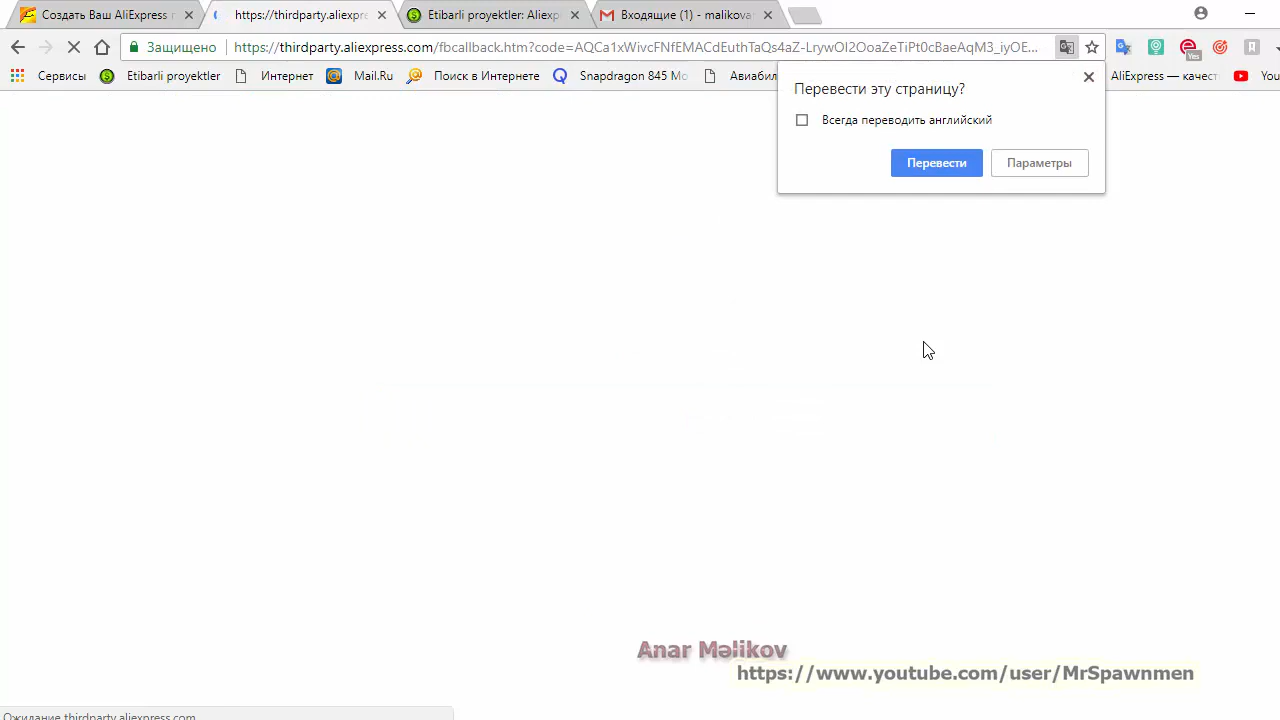 Создать Ваш AliExpress
https://thirdparty.aliexpre
Etibarli proyektler: Aliexp
Входящие (1) - malikova
Защищено
https://thirdparty.aliexpress.com/fbcallback.htm?code=AQCa1xWivcFNfEMACdEuthTaQs4aZ-LrywOI2OoaZeTiPt0cBaeAqM3_iyOE...
Yes
Сервисы
Etibarli proyektler
Интернет
Mail.Ru
Поиск в Интернете
Snapdragon 845 Mo
Авиабил
AliExpress — качест
You
Перевести эту страницу?
Всегда переводить английский
Перевести
Параметры
Anar Məlikov
https://www.youtube.com/user/MrSpawnmen
Ожидание thirdparty.aliexpress.com